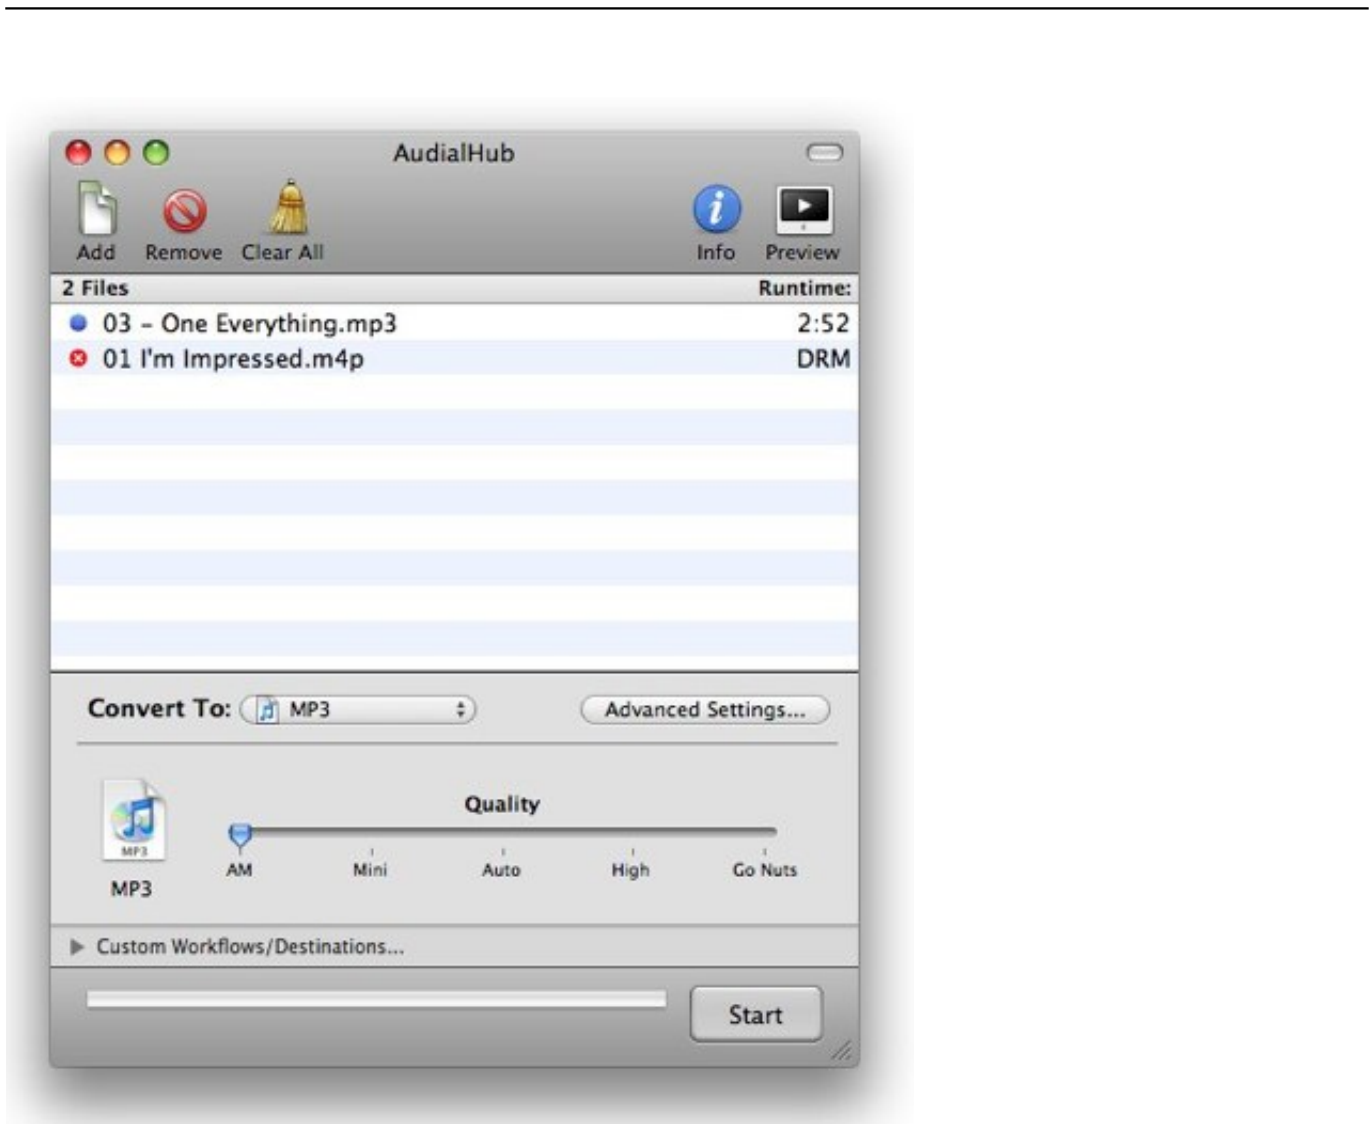 AudialHub
Add Remove Clear All Info Preview
2 Files Runtime:
03 – One Everything.mp3 2:52
01 I'm Impressed.m4p DRM
Convert To: MP3 Advanced Settings...
Quality
MP3
AM Mini Auto High Go Nuts
MP3
Custom Workflows/Destinations...
Start